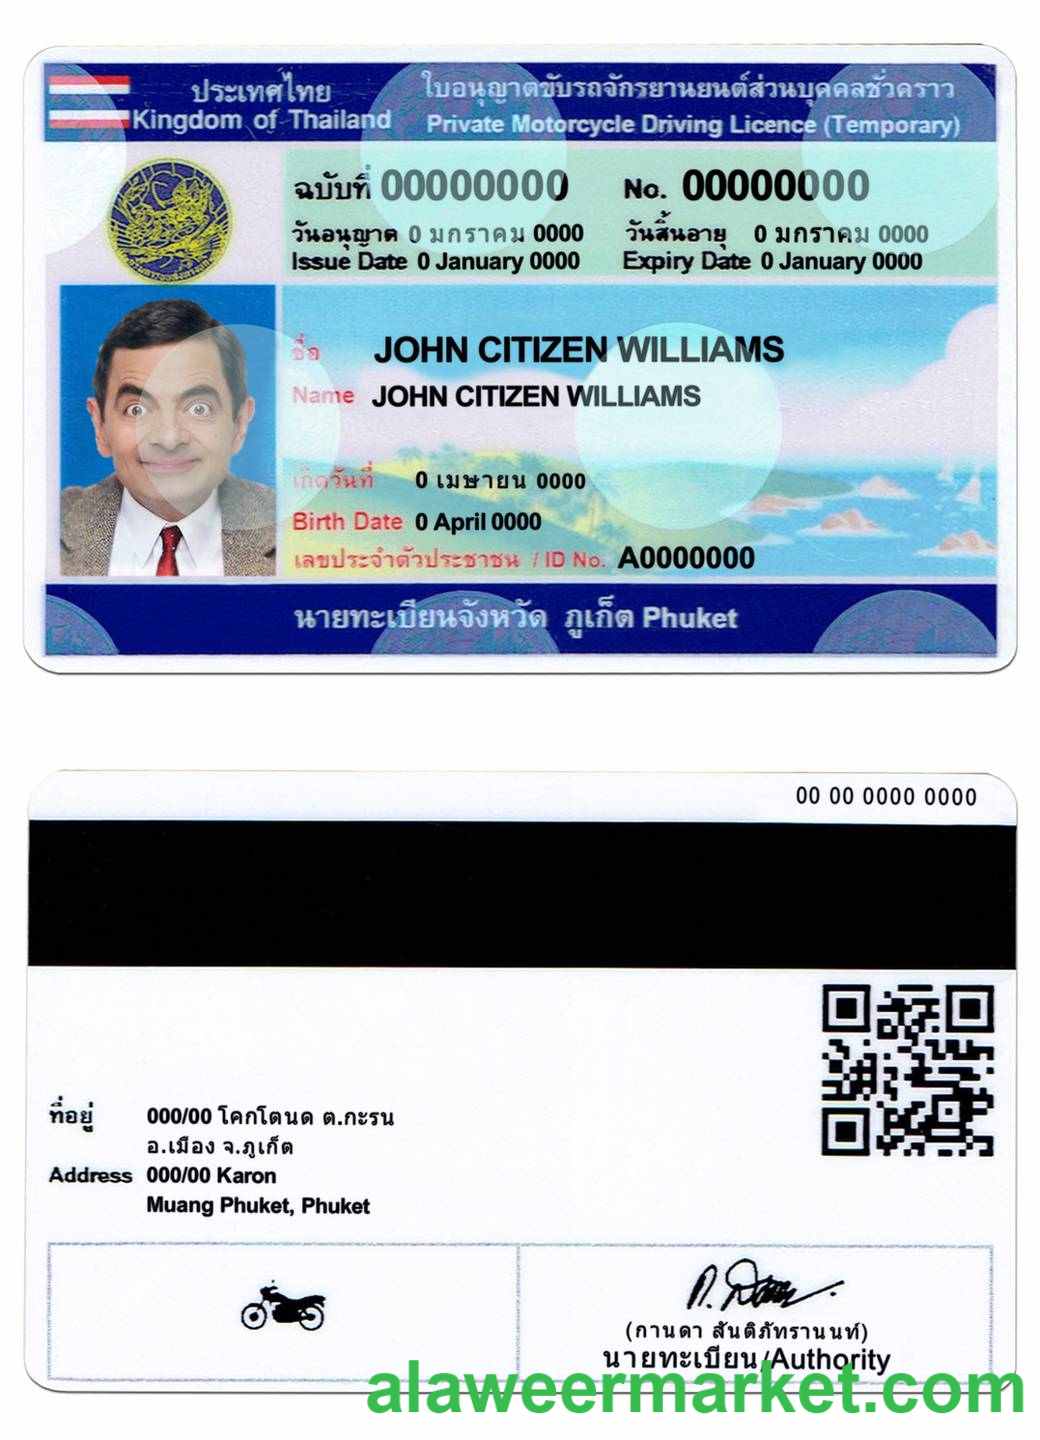 ประเทศไทย
Kingdom of Thailand
ใบอนุญาตขับรถจักรยานยนต์ส่วนบุคคลชั่วคราว
Private Motorcycle Driving Licence (Temporary)
ฉบับที่ 00000000
No. 00000000
วันอนุญาต 0 มกราคม 0000
วันสิ้นอายุ 0 มกราคม 0000
Issue Date 0 January 0000
Expiry Date 0 January 0000
ชื่อ JOHN CITIZEN WILLIAMS
Name JOHN CITIZEN WILLIAMS
เกิดวันที่ 0 เมษายน 0000
Birth Date 0 April 0000
เลขประจำตัวประชาชน / ID No. A0000000
นายทะเบียนจังหวัด ภูเก็ต Phuket
00 00 0000 0000
ที่อยู่ 000/00 โคกโตนด ต.กะรน
อ.เมือง จ.ภูเก็ต
Address 000/00 Karon
Muang Phuket, Phuket
(กานดา สันติภัทรานนท์)
นายทะเบียน/Authority
alaweermarket.com